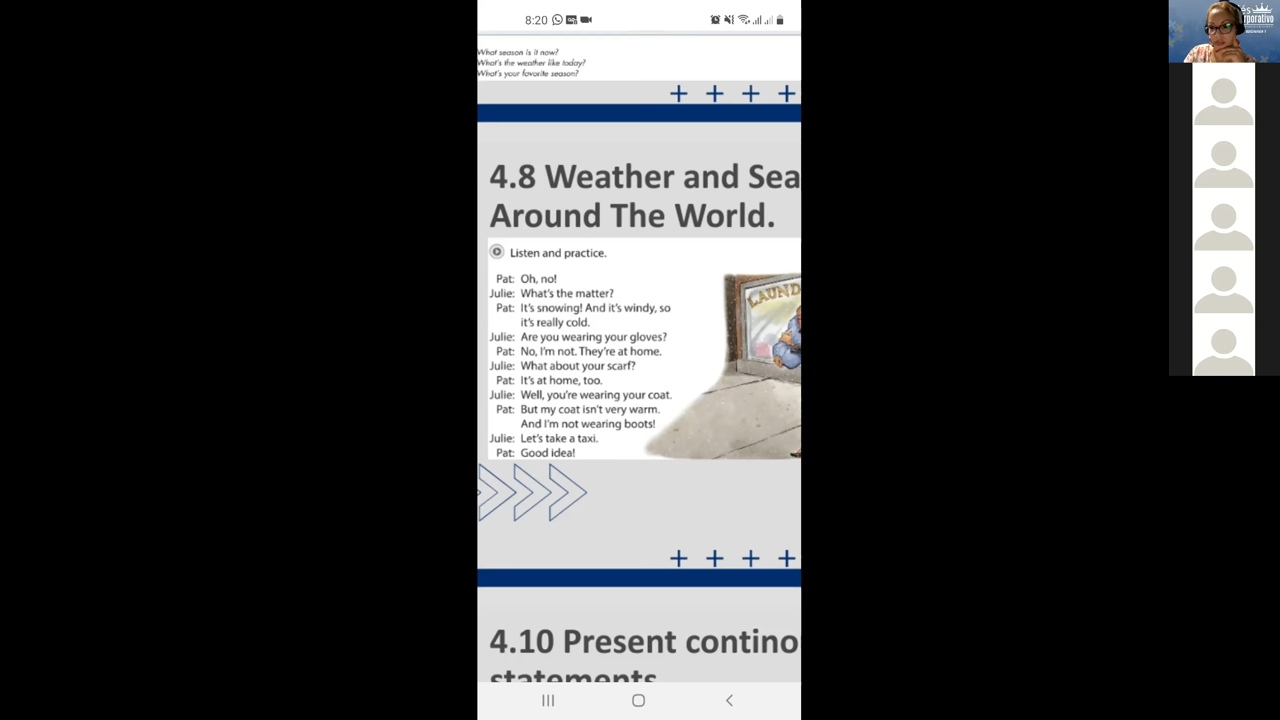 8:20
What season is it now?
What's the weather like today?
What's your favorite season?
4.8 Weather and Sea
Around The World.
Listen and practice.
Pat: Oh, no!
Julie: What's the matter?
Pat: It's snowing! And it's windy, so
it's really cold.
Julie: Are you wearing your gloves?
Pat: No, I'm not. They're at home.
Julie: What about your scarf?
Pat: It's at home, too.
Julie: Well, you're wearing your coat.
Pat: But my coat isn't very warm.
And I'm not wearing boots!
Julie: Let's take a taxi.
Pat: Good idea!
LAUND
4.10 Present contino
statements
és
rporativo